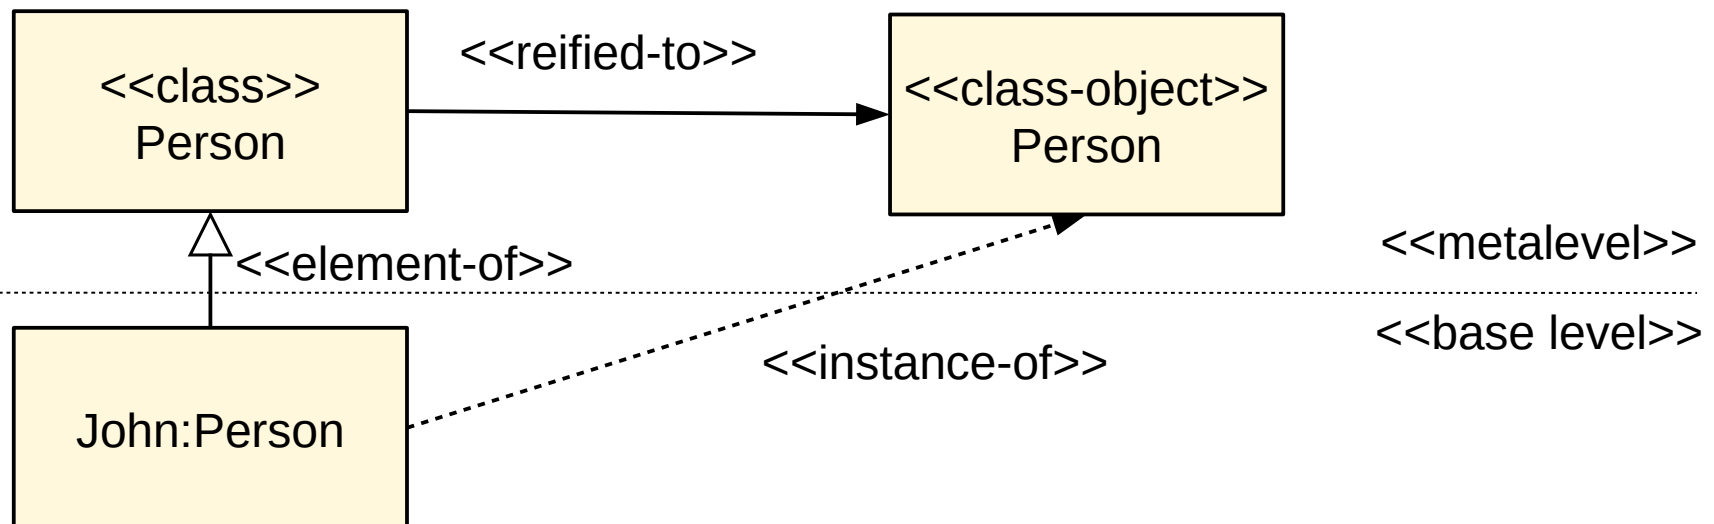 <<class>>
Person
<<reified-to>>
<<class-object>>
Person
<<element-of>>
<<metalevel>>
<<base level>>
<<instance-of>>
John:Person